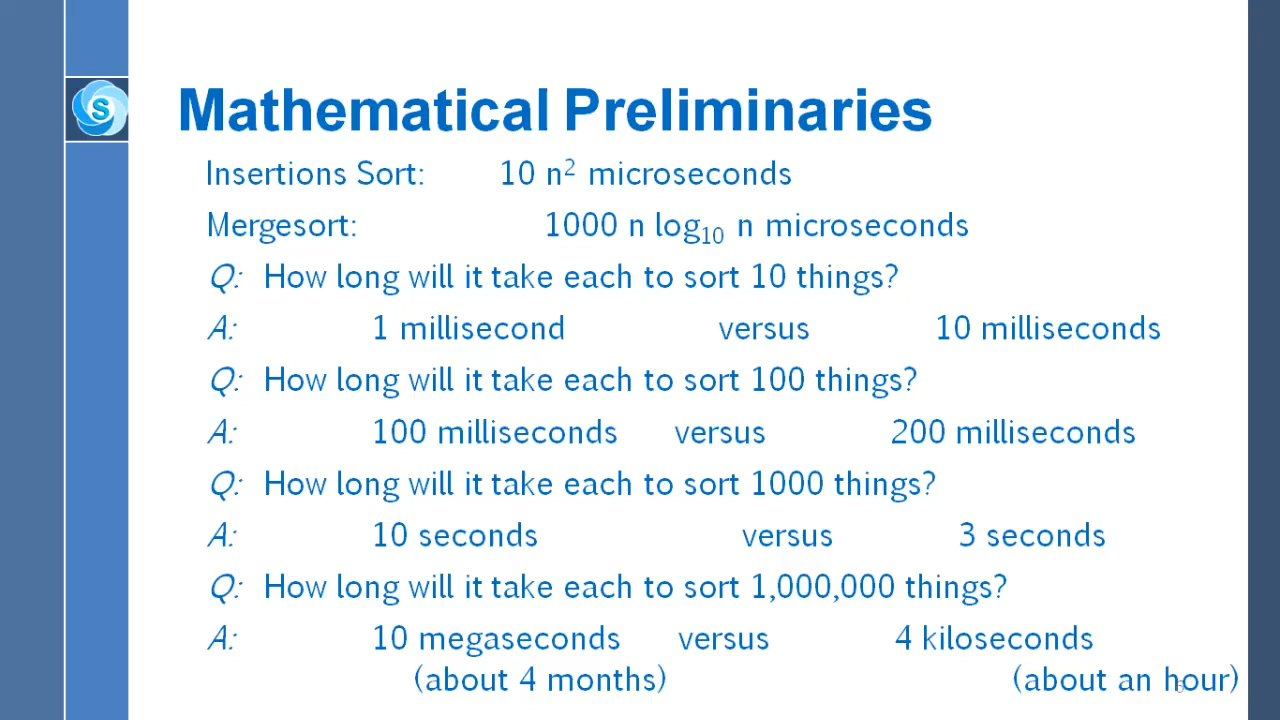 S
Mathematical Preliminaries
Insertions Sort: 10 n² microseconds
Mergesort: 1000 n log₁₀ n microseconds
Q: How long will it take each to sort 10 things?
A: 1 millisecond versus 10 milliseconds
Q: How long will it take each to sort 100 things?
A: 100 milliseconds versus 200 milliseconds
Q: How long will it take each to sort 1000 things?
A: 10 seconds versus 3 seconds
Q: How long will it take each to sort 1,000,000 things?
A: 10 megaseconds versus 4 kiloseconds
(about 4 months) (about an hour)